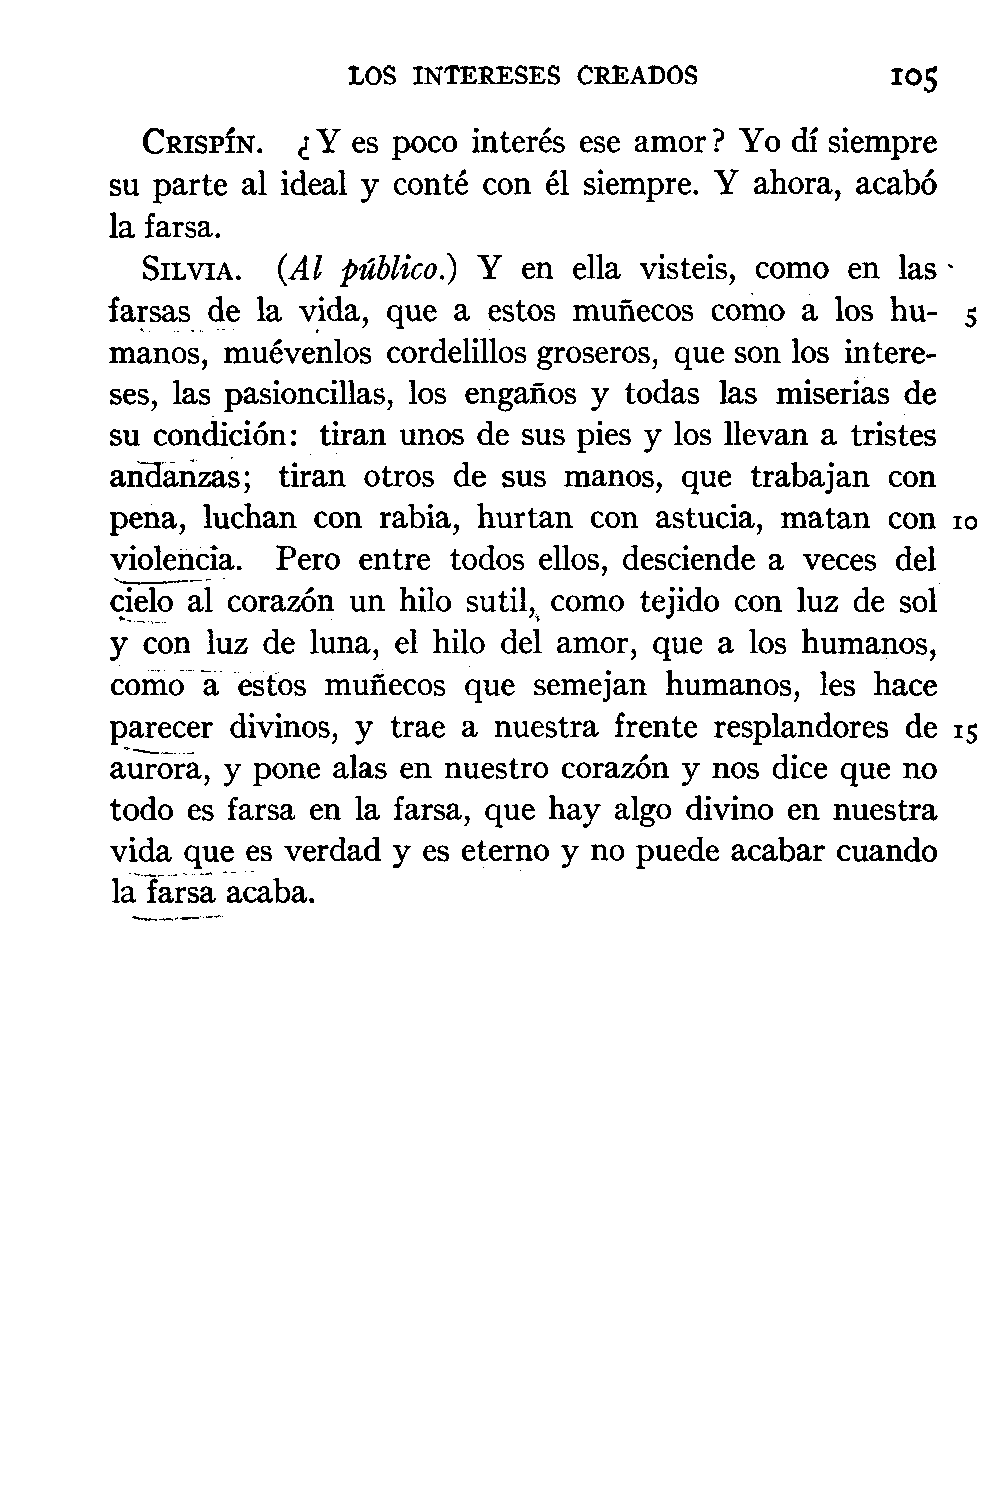 LOS INTERESES CREADOS 105
CRISPÍN. ¿Y es poco interés ese amor? Yo dí siempre
su parte al ideal y conté con él siempre. Y ahora, acabó
la farsa.
SILVIA. (Al público.) Y en ella visteis, como en las
farsas de la vida, que a estos muñecos como a los hu- 5
manos, muévenlos cordelillos groseros, que son los intere-
ses, las pasioncillas, los engaños y todas las miserias de
su condición: tiran unos de sus pies y los llevan a tristes
andanzas; tiran otros de sus manos, que trabajan con
pena, luchan con rabia, hurtan con astucia, matan con 10
violencia. Pero entre todos ellos, desciende a veces del
cielo al corazón un hilo sutil, como tejido con luz de sol
y con luz de luna, el hilo del amor, que a los humanos,
como a estos muñecos que semejan humanos, les hace
parecer divinos, y trae a nuestra frente resplandores de 15
aurora, y pone alas en nuestro corazón y nos dice que no
todo es farsa en la farsa, que hay algo divino en nuestra
vida que es verdad y es eterno y no puede acabar cuando
la farsa acaba.